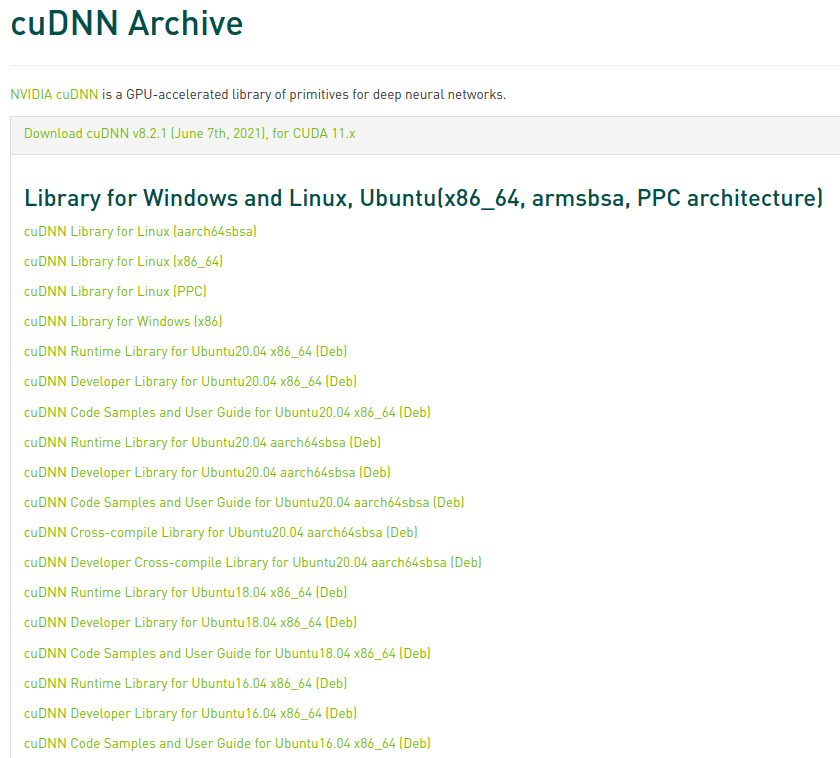 cuDNN Archive
NVIDIA cuDNN is a GPU-accelerated library of primitives for deep neural networks.
Download cuDNN v8.2.1 (June 7th, 2021), for CUDA 11.x
Library for Windows and Linux, Ubuntu(x86_64, armsbsa, PPC architecture)
cuDNN Library for Linux (aarch64sbsa)
cuDNN Library for Linux (x86_64)
cuDNN Library for Linux (PPC)
cuDNN Library for Windows (x86)
cuDNN Runtime Library for Ubuntu20.04 x86_64 (Deb)
cuDNN Developer Library for Ubuntu20.04 x86_64 (Deb)
cuDNN Code Samples and User Guide for Ubuntu20.04 x86_64 (Deb)
cuDNN Runtime Library for Ubuntu20.04 aarch64sbsa (Deb)
cuDNN Developer Library for Ubuntu20.04 aarch64sbsa (Deb)
cuDNN Code Samples and User Guide for Ubuntu20.04 aarch64sbsa (Deb)
cuDNN Cross-compile Library for Ubuntu20.04 aarch64sbsa (Deb)
cuDNN Developer Cross-compile Library for Ubuntu20.04 aarch64sbsa (Deb)
cuDNN Runtime Library for Ubuntu18.04 x86_64 (Deb)
cuDNN Developer Library for Ubuntu18.04 x86_64 (Deb)
cuDNN Code Samples and User Guide for Ubuntu18.04 x86_64 (Deb)
cuDNN Runtime Library for Ubuntu16.04 x86_64 (Deb)
cuDNN Developer Library for Ubuntu16.04 x86_64 (Deb)
cuDNN Code Samples and User Guide for Ubuntu16.04 x86_64 (Deb)